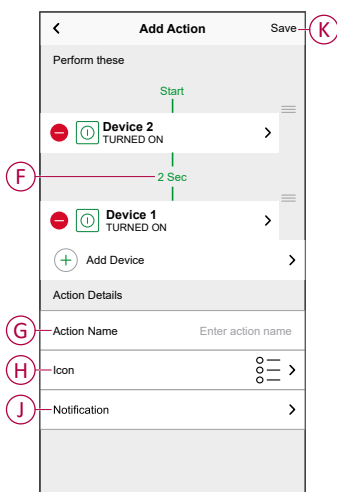 Add Action
Save
K
Perform these
Start
Device 2
TURNED ON
F
2 Sec
Device 1
TURNED ON
Add Device
Action Details
G
Action Name
Enter action name
H
Icon
J
Notification